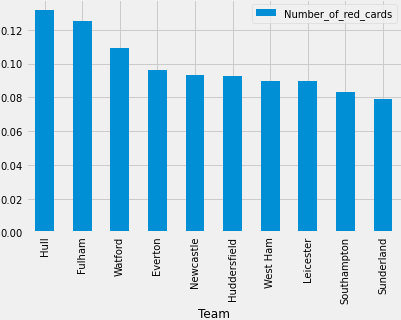 Number_of_red_cards
0.12
0.10
0.08
0.06
0.04
0.02
0.00
Hull
Fulham
Watford
Everton
Newcastle
Huddersfield
West Ham
Leicester
Southampton
Sunderland
Team